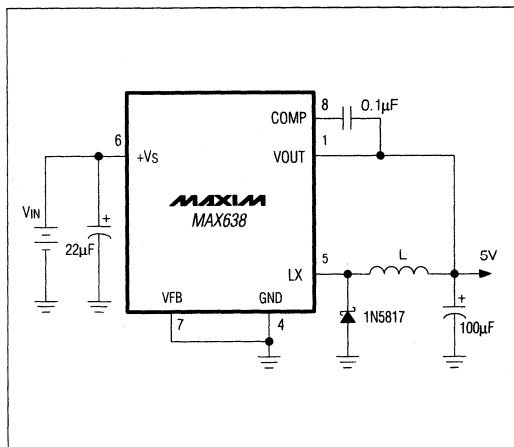 8
0.1µF
COMP
6
1
+VS
VOUT
MAXIM
MAX638
VIN
+
22µF
5
L
5V
LX
+
VFB
GND
1N5817
100µF
7
4